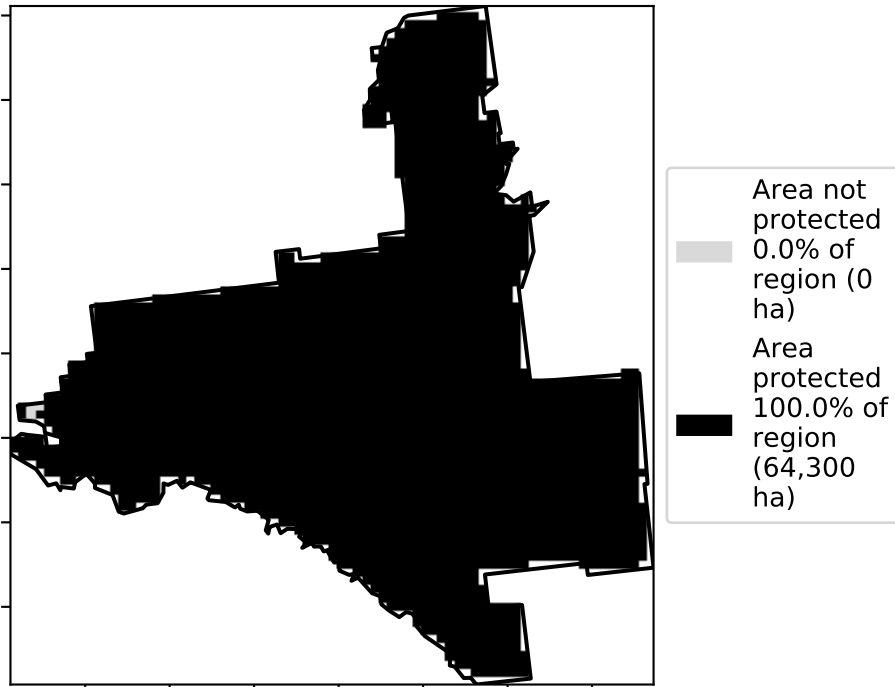 Area not
protected
0.0% of
region (0
ha)
Area
protected
100.0% of
region
(64,300
ha)